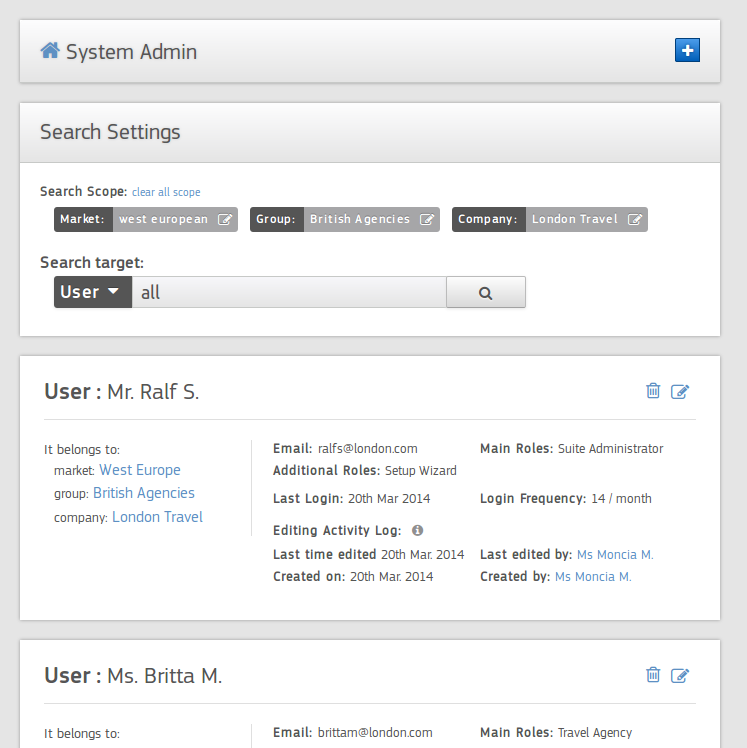 System Admin
Search Settings
Search Scope: clear all scope
Market: west european Group: British Agencies Company: London Travel
Search target:
User all
User : Mr. Ralf S.
It belongs to:
market: West Europe
group: British Agencies
company: London Travel
Email: ralfs@london.com Main Roles: Suite Administrator
Additional Roles: Setup Wizard
Last Login: 20th Mar 2014 Login Frequency: 14 / month
Editing Activity Log:
Last time edited 20th Mar. 2014 Last edited by: Ms Moncia M.
Created on: 20th Mar. 2014 Created by: Ms Moncia M.
User : Ms. Britta M.
It belongs to:
Email: brittam@london.com Main Roles: Travel Agency